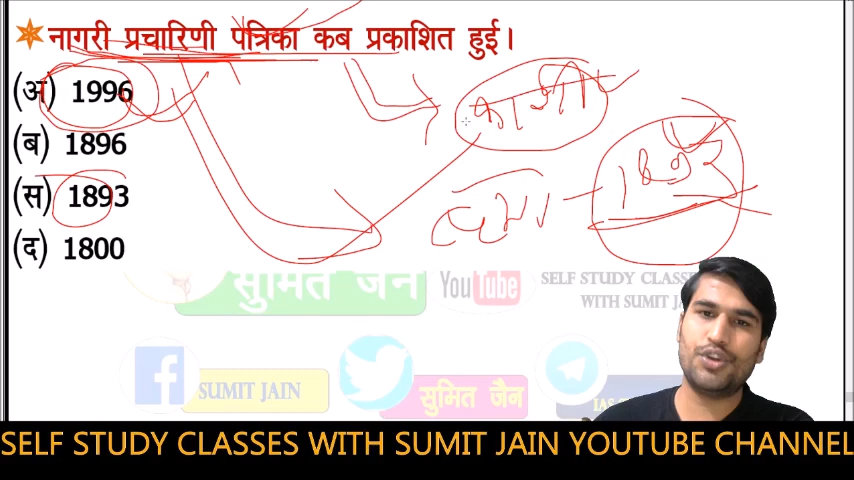 नागरी प्रचारिणी पत्रिका कब प्रकाशित हुई।
(अ) 1996
(ब) 1896
(स) 1893
(द) 1800
काशी
1893
सुमित जैन YouTube SELF STUDY CLASSES
WITH SUMIT JAIN
SUMIT JAIN सुमित जैन IAS
SELF STUDY CLASSES WITH SUMIT JAIN YOUTUBE CHANNEL